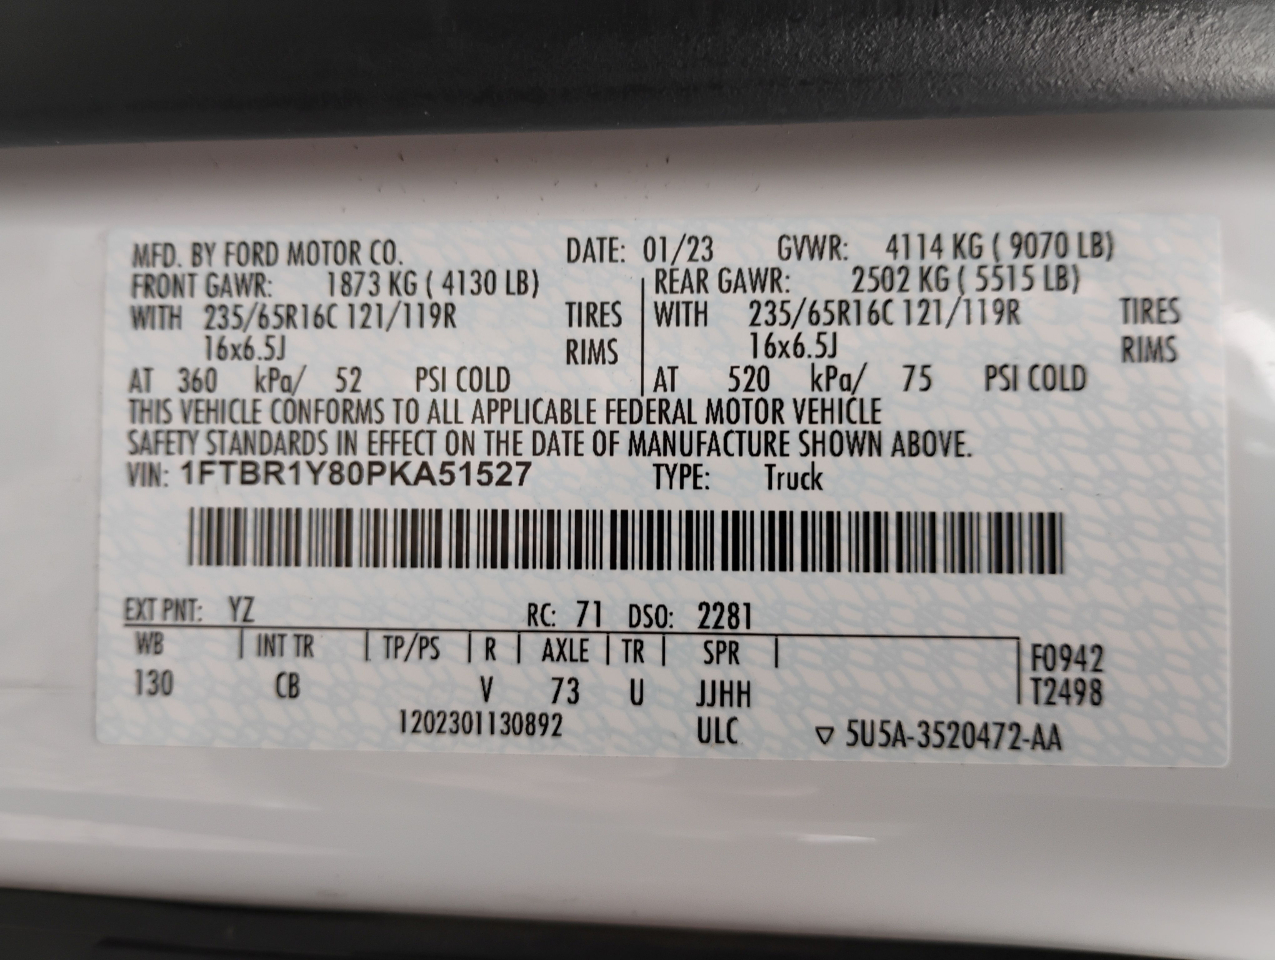 MFD. BY FORD MOTOR CO. DATE: 01/23 GVWR: 4114 KG ( 9070 LB)
FRONT GAWR: 1873 KG ( 4130 LB) REAR GAWR: 2502 KG ( 5515 LB)
WITH 235/65R16C 121/119R TIRES WITH 235/65R16C 121/119R TIRES
16x6.5J RIMS 16x6.5J RIMS
AT 360 kPa/ 52 PSI COLD AT 520 kPa/ 75 PSI COLD
THIS VEHICLE CONFORMS TO ALL APPLICABLE FEDERAL MOTOR VEHICLE
SAFETY STANDARDS IN EFFECT ON THE DATE OF MANUFACTURE SHOWN ABOVE.
VIN: 1FTBR1Y80PKA51527 TYPE: Truck
EXT PNT: YZ RC: 71 DSO: 2281
WB INT TR TP/PS R AXLE TR SPR F0942
130 CB V 73 U JJHH T2498
1202301130892 ULC ▽ 5U5A-3520472-AA